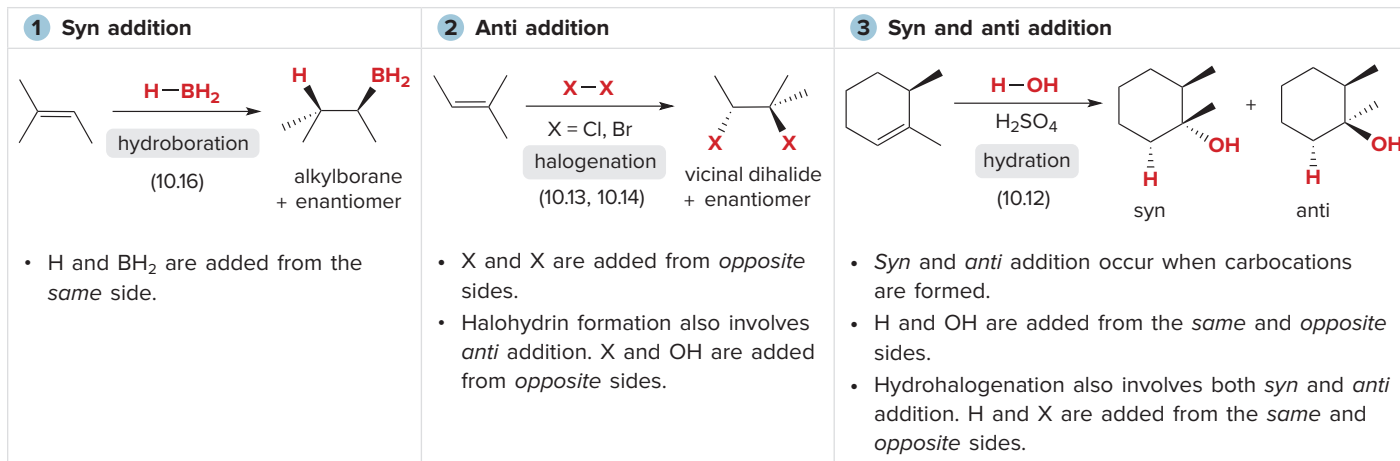 1 Syn addition
H
BH₂
H—BH₂
hydroboration
(10.16)
alkylborane
+ enantiomer
• H and BH₂ are added from the
same side.
2 Anti addition
X—X
X = Cl, Br
halogenation
(10.13, 10.14)
X
X
vicinal dihalide
+ enantiomer
• X and X are added from opposite
sides.
• Halohydrin formation also involves
anti addition. X and OH are added
from opposite sides.
3 Syn and anti addition
H—OH
H₂SO₄
hydration
(10.12)
OH
H
syn
+
OH
H
anti
• Syn and anti addition occur when carbocations
are formed.
• H and OH are added from the same and opposite
sides.
• Hydrohalogenation also involves both syn and anti
addition. H and X are added from the same and
opposite sides.